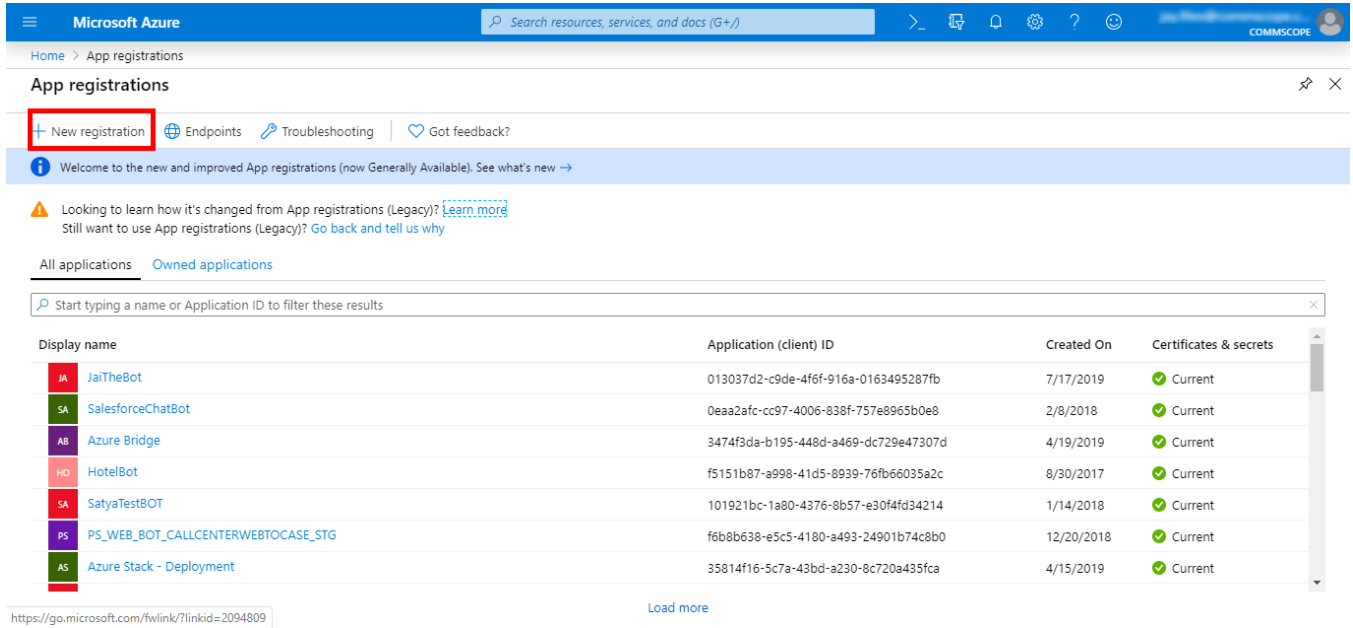 Microsoft Azure
Search resources, services, and docs (G+/)
COMMSCOPE
Home > App registrations
App registrations
New registration Endpoints Troubleshooting Got feedback?
Welcome to the new and improved App registrations (now Generally Available). See what's new →
Looking to learn how it's changed from App registrations (Legacy)? Learn more
Still want to use App registrations (Legacy)? Go back and tell us why
All applications Owned applications
Start typing a name or Application ID to filter these results
Display name Application (client) ID Created On Certificates & secrets
JA JaiTheBot 013037d2-c9de-4f6f-916a-0163495287fb 7/17/2019 Current
SA SalesforceChatBot 0eaa2afc-cc97-4006-838f-757e8965b0e8 2/8/2018 Current
AB Azure Bridge 3474f3da-b195-448d-a469-dc729e47307d 4/19/2019 Current
HO HotelBot f5151b87-a998-41d5-8939-76fb66035a2c 8/30/2017 Current
SA SatyaTestBOT 101921bc-1a80-4376-8b57-e30f4fd34214 1/14/2018 Current
PS PS_WEB_BOT_CALLCENTERWEBTOCASE_STG f6b8b638-e5c5-4180-a493-24901b74c8b0 12/20/2018 Current
AS Azure Stack - Deployment 35814f16-5c7a-43bd-a230-8c720a435fca 4/15/2019 Current
Load more
https://go.microsoft.com/fwlink/?linkid=2094809